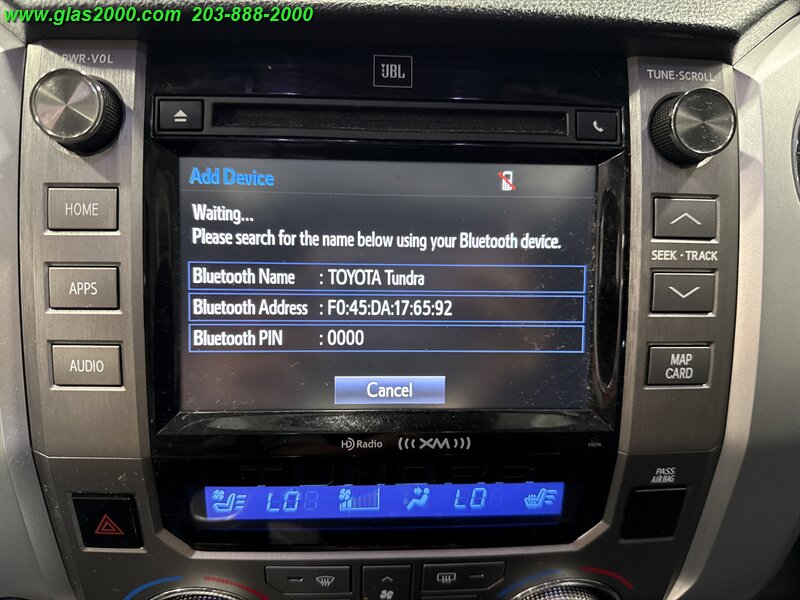 www.glas2000.com 203-888-2000
PWR·VOL
JBL
TUNE·SCROLL
Add Device
Waiting...
Please search for the name below using your Bluetooth device.
Bluetooth Name : TOYOTA Tundra
Bluetooth Address : F0:45:DA:17:65:92
Bluetooth PIN : 0000
Cancel
HOME
APPS
AUDIO
SEEK·TRACK
MAP CARD
HD Radio
((( XM )))
PASS
AIR BAG
LO
LO